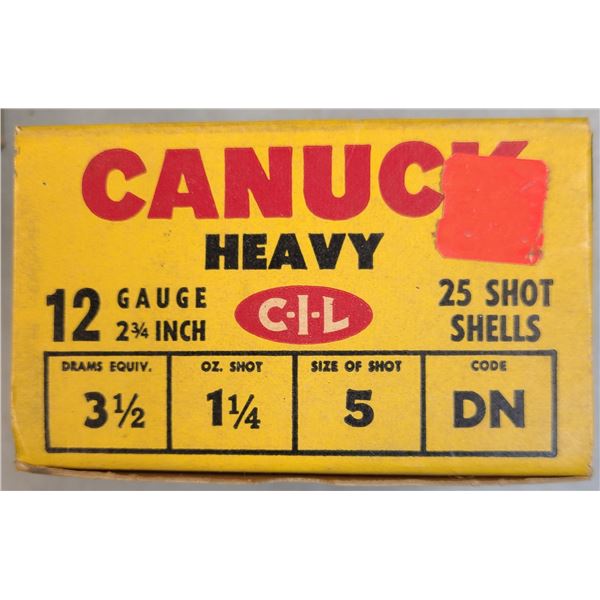 CANUCK
HEAVY
12 GAUGE 2¾ INCH
C-I-L
25 SHOT SHELLS
DRAMS EQUIV. OZ. SHOT SIZE OF SHOT CODE
3½ 1¼ 5 DN